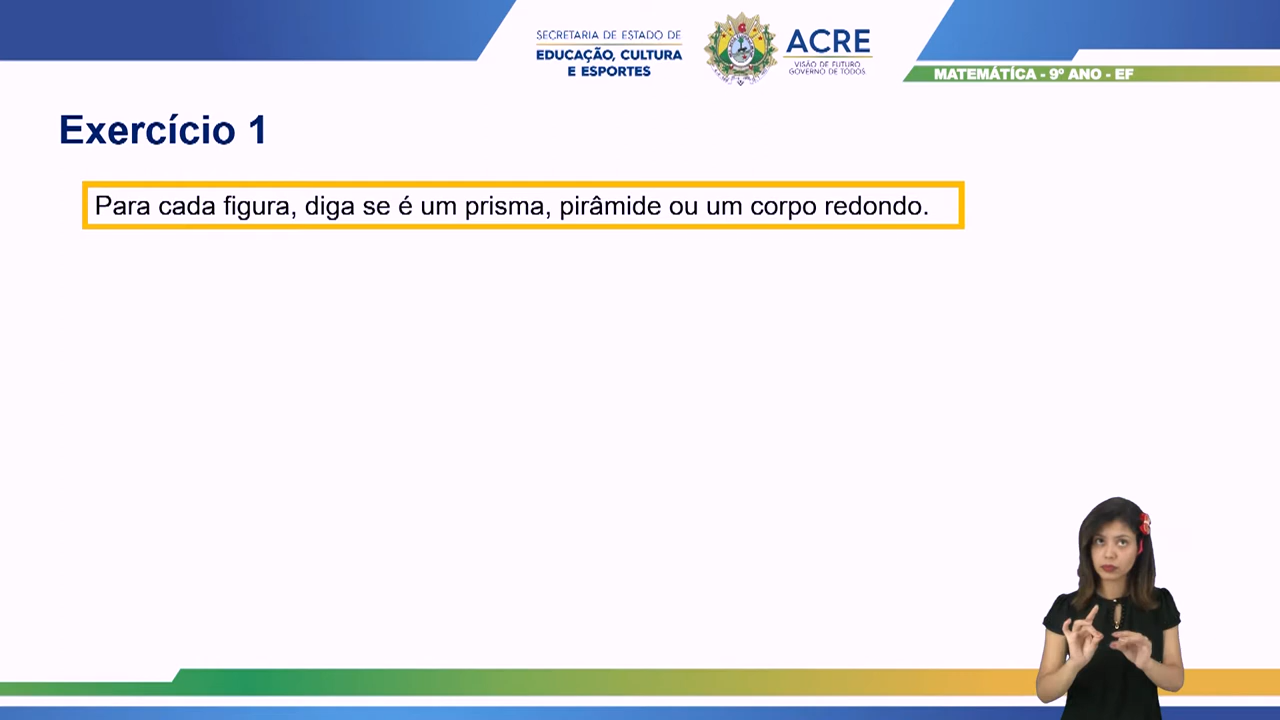 SECRETARIA DE ESTADO DE
EDUCAÇÃO, CULTURA
E ESPORTES
ACRE
VISÃO DE FUTURO
GOVERNO DE TODOS
MATEMÁTÍCA - 9º ANO - EF
Exercício 1
Para cada figura, diga se é um prisma, pirâmide ou um corpo redondo.